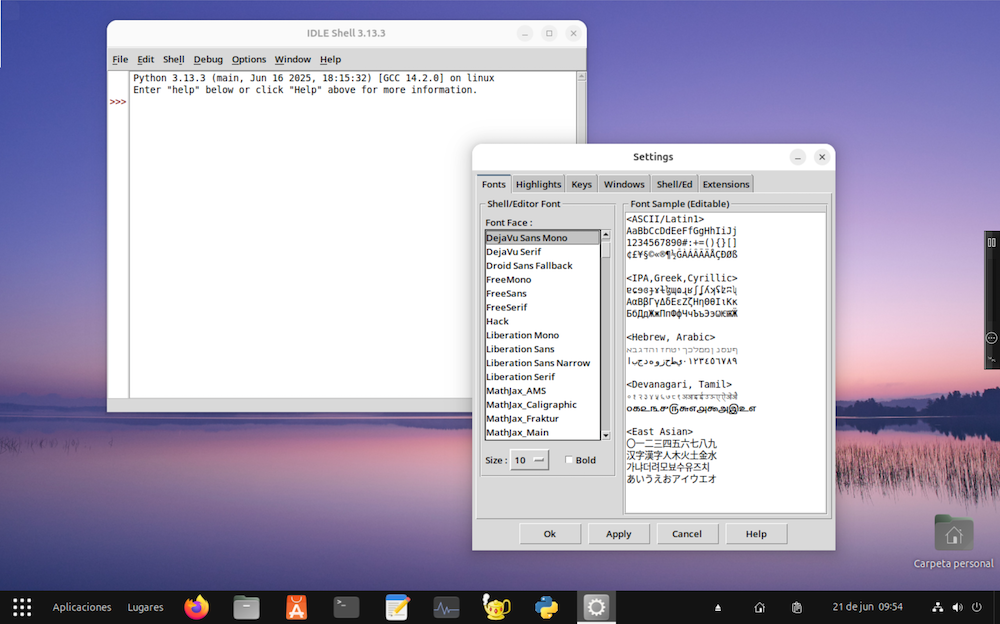 IDLE Shell 3.13.3
File Edit Shell Debug Options Window Help
Python 3.13.3 (main, Jun 16 2025, 18:15:32) [GCC 14.2.0] on linux
Enter "help" below or click "Help" above for more information.
>>>
Settings
Fonts Highlights Keys Windows Shell/Ed Extensions
Shell/Editor Font
Font Face :
DejaVu Sans Mono
DejaVu Serif
Droid Sans Fallback
FreeMono
FreeSans
FreeSerif
Hack
Liberation Mono
Liberation Sans
Liberation Sans Narrow
Liberation Serif
MathJax_AMS
MathJax_Caligraphic
MathJax_Fraktur
MathJax_Main
Size : 10 Bold
Font Sample (Editable)
<ASCII/Latin1>
AaBbCcDdEeFfGgHhIiJj
1234567890#:+=(){}[]
¢£¥§©«®¶½ĞÀÁÂÃÄÅÇÐØß
<IPA,Greek,Cyrillic>
ΑαΒβΓγΔδΕεΖζΗηΘθΙιΚκ
<Hebrew, Arabic>
<Devanagari, Tamil>
<East Asian>
〇一二三四五六七八九
汉字漢字人木火土金水
가냐더려모뵤수유즈치
あいうえおアイウエオ
Ok Apply Cancel Help
Carpeta personal
Aplicaciones Lugares
21 de jun 09:54